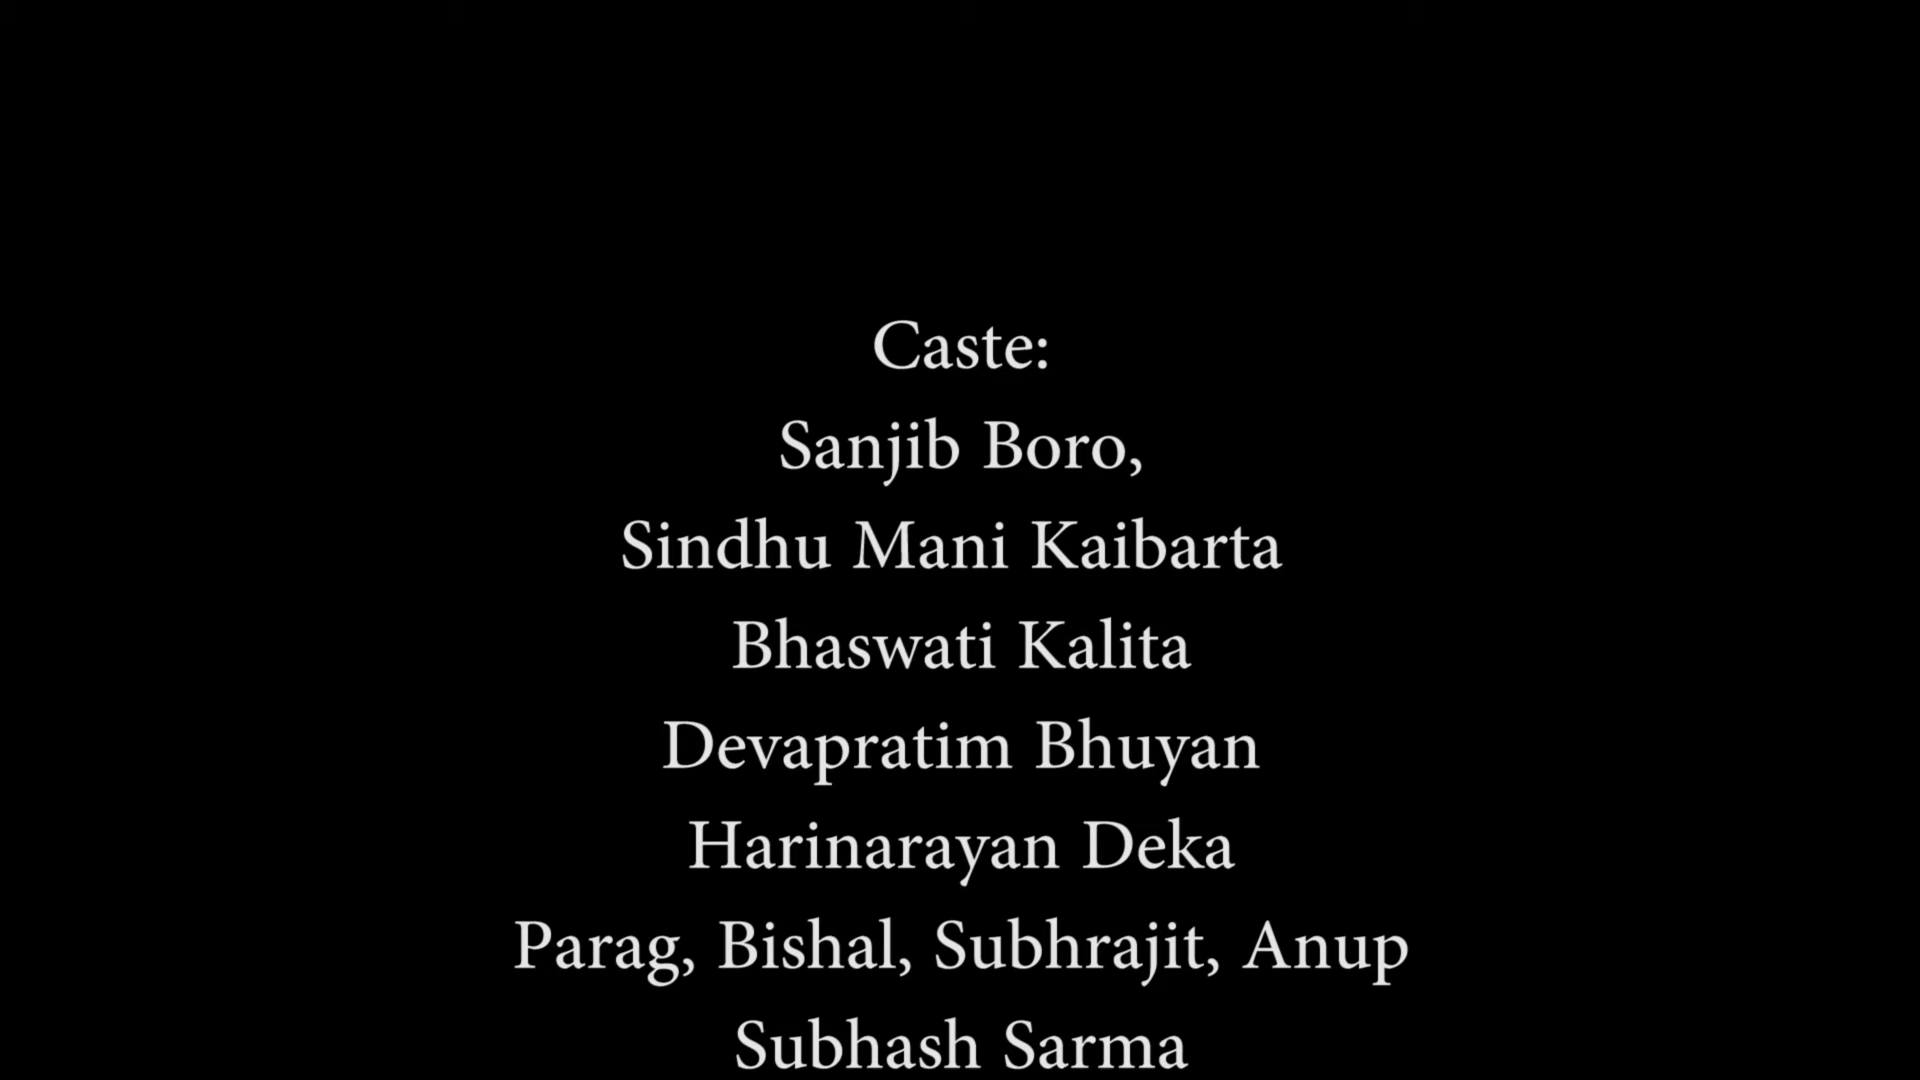 Caste:
Sanjib Boro,
Sindhu Mani Kaibarta
Bhaswati Kalita
Devapratim Bhuyan
Harinarayan Deka
Parag, Bishal, Subhrajit, Anup
Subhash Sarma